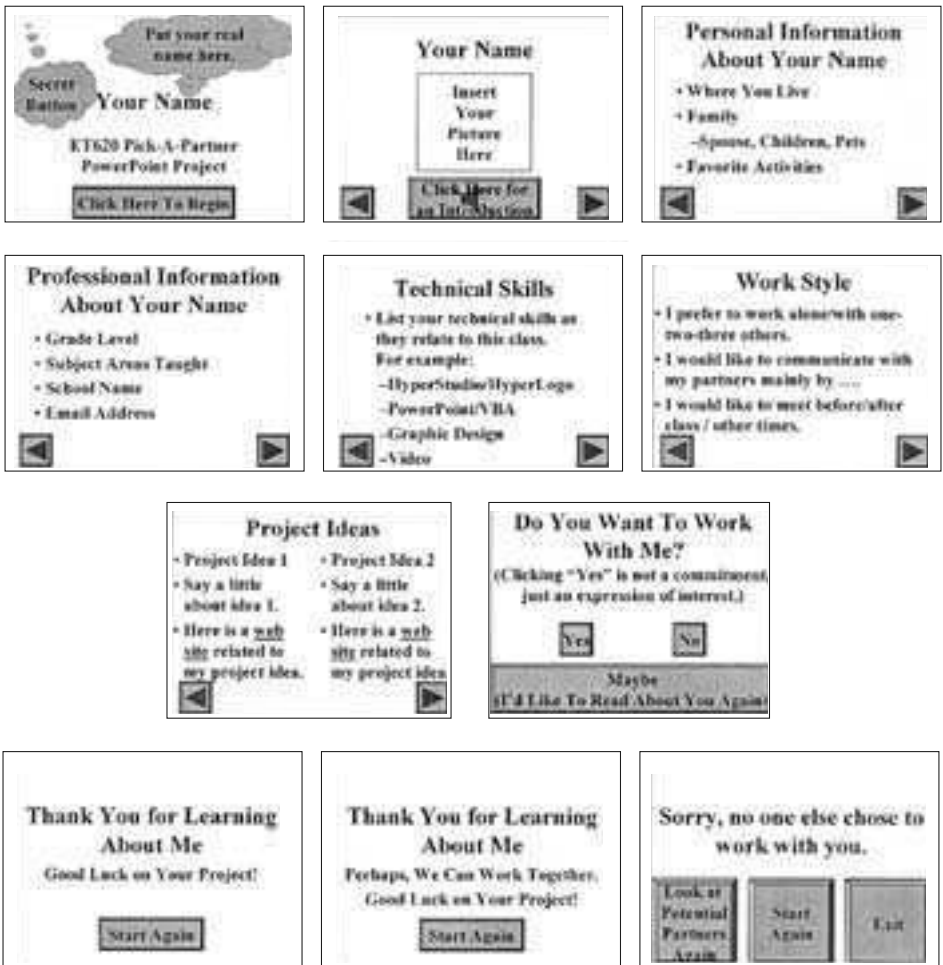 Put your real
name here.
Secret
Button
Your Name
KT620 Pick-A-Partner
PowerPoint Project
Click Here To Begin
Your Name
Insert
Your
Picture
Here
Click Here for
an Introduction
Personal Information
About Your Name
• Where You Live
• Family
–Spouse, Children, Pets
• Favorite Activities
Professional Information
About Your Name
• Grade Level
• Subject Areas Taught
• School Name
• Email Address
Technical Skills
• List your technical skills as
they relate to this class.
For example:
–HyperStudio/HyperLogo
–PowerPoint/VBA
–Graphic Design
–Video
Work Style
• I prefer to work alone/with one-
two-three others.
• I would like to communicate with
my partners mainly by ....
• I would like to meet before/after
class / other times.
Project Ideas
• Project Idea 1
• Say a little
about idea 1.
• Here is a web
site related to
my project idea.
• Project Idea 2
• Say a little
about idea 2.
• Here is a web
site related to
my project idea
Do You Want To Work
With Me?
(Clicking “Yes” is not a commitment,
just an expression of interest.)
Yes
No
Maybe
(I'd Like To Read About You Again)
Thank You for Learning
About Me
Good Luck on Your Project!
Start Again
Thank You for Learning
About Me
Perhaps, We Can Work Together.
Good Luck on Your Project!
Start Again
Sorry, no one else chose to
work with you.
Look at
Potential
Partners
Again
Start
Again
Exit